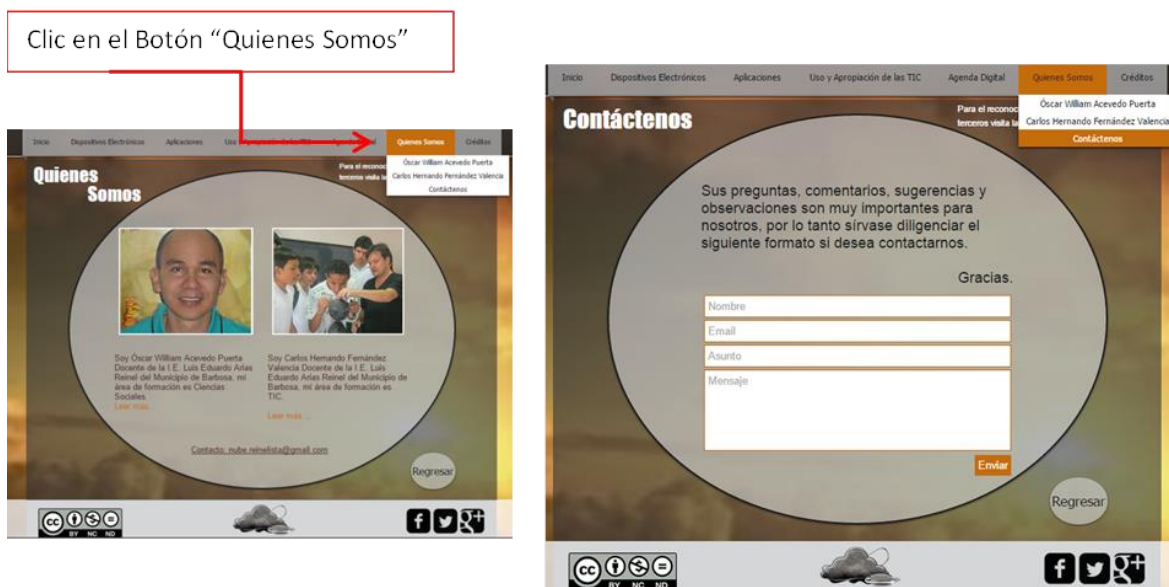 Clic en el Botón “Quienes Somos”
Inicio Dispositivos Electrónicos Aplicaciones Quienes Somos Créditos
Óscar William Acevedo Puerta
Carlos Hernando Fernández Valencia
Contáctenos
Quienes
Somos
Para el reconoc
terceros visita la
Soy Óscar William Acevedo Puerta
Docente de la I.E. Luis Eduardo Arias
Reinel del Municipio de Barbosa, mi
área de formación es Ciencias
Sociales.
Leer más...
Soy Carlos Hernando Fernández
Valencia Docente de la I.E. Luis
Eduardo Arias Reinel del Municipio de
Barbosa, mi área de formación es
TIC.
Leer más...
Contacto: nube.reinelista@gmail.com
Regresar
cc
BY NC ND
f g+
Inicio Dispositivos Electrónicos Aplicaciones Uso y Apropiación de las TIC Agenda Digital Quienes Somos Créditos
Óscar William Acevedo Puerta
Carlos Hernando Fernández Valencia
Contáctenos
Contáctenos
Para el reconoc
terceros visita la
Sus preguntas, comentarios, sugerencias y
observaciones son muy importantes para
nosotros, por lo tanto sírvase diligenciar el
siguiente formato si desea contactarnos.
Gracias.
Nombre
Email
Asunto
Mensaje
Enviar
Regresar
cc
BY NC ND
f g+